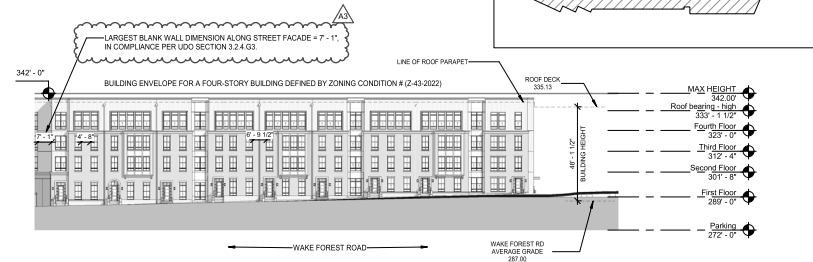 A3
LARGEST BLANK WALL DIMENSION ALONG STREET FACADE = 7' - 1",
IN COMPLIANCE PER UDO SECTION 3.2.4.G3.
LINE OF ROOF PARAPET
342' - 0"
BUILDING ENVELOPE FOR A FOUR-STORY BUILDING DEFINED BY ZONING CONDITION # (Z-43-2022)
ROOF DECK
335.13
MAX HEIGHT
342.00'
Roof bearing - high
333' - 1 1/2"
Fourth Floor
323' - 0"
Third Floor
312' - 4"
Second Floor
301' - 8"
First Floor
289' - 0"
Parking
272' - 0"
7' - 1"
4' - 8"
6' - 9 1/2"
46' - 1 1/2"
BUILDING HEIGHT
WAKE FOREST ROAD
WAKE FOREST RD
AVERAGE GRADE
287.00